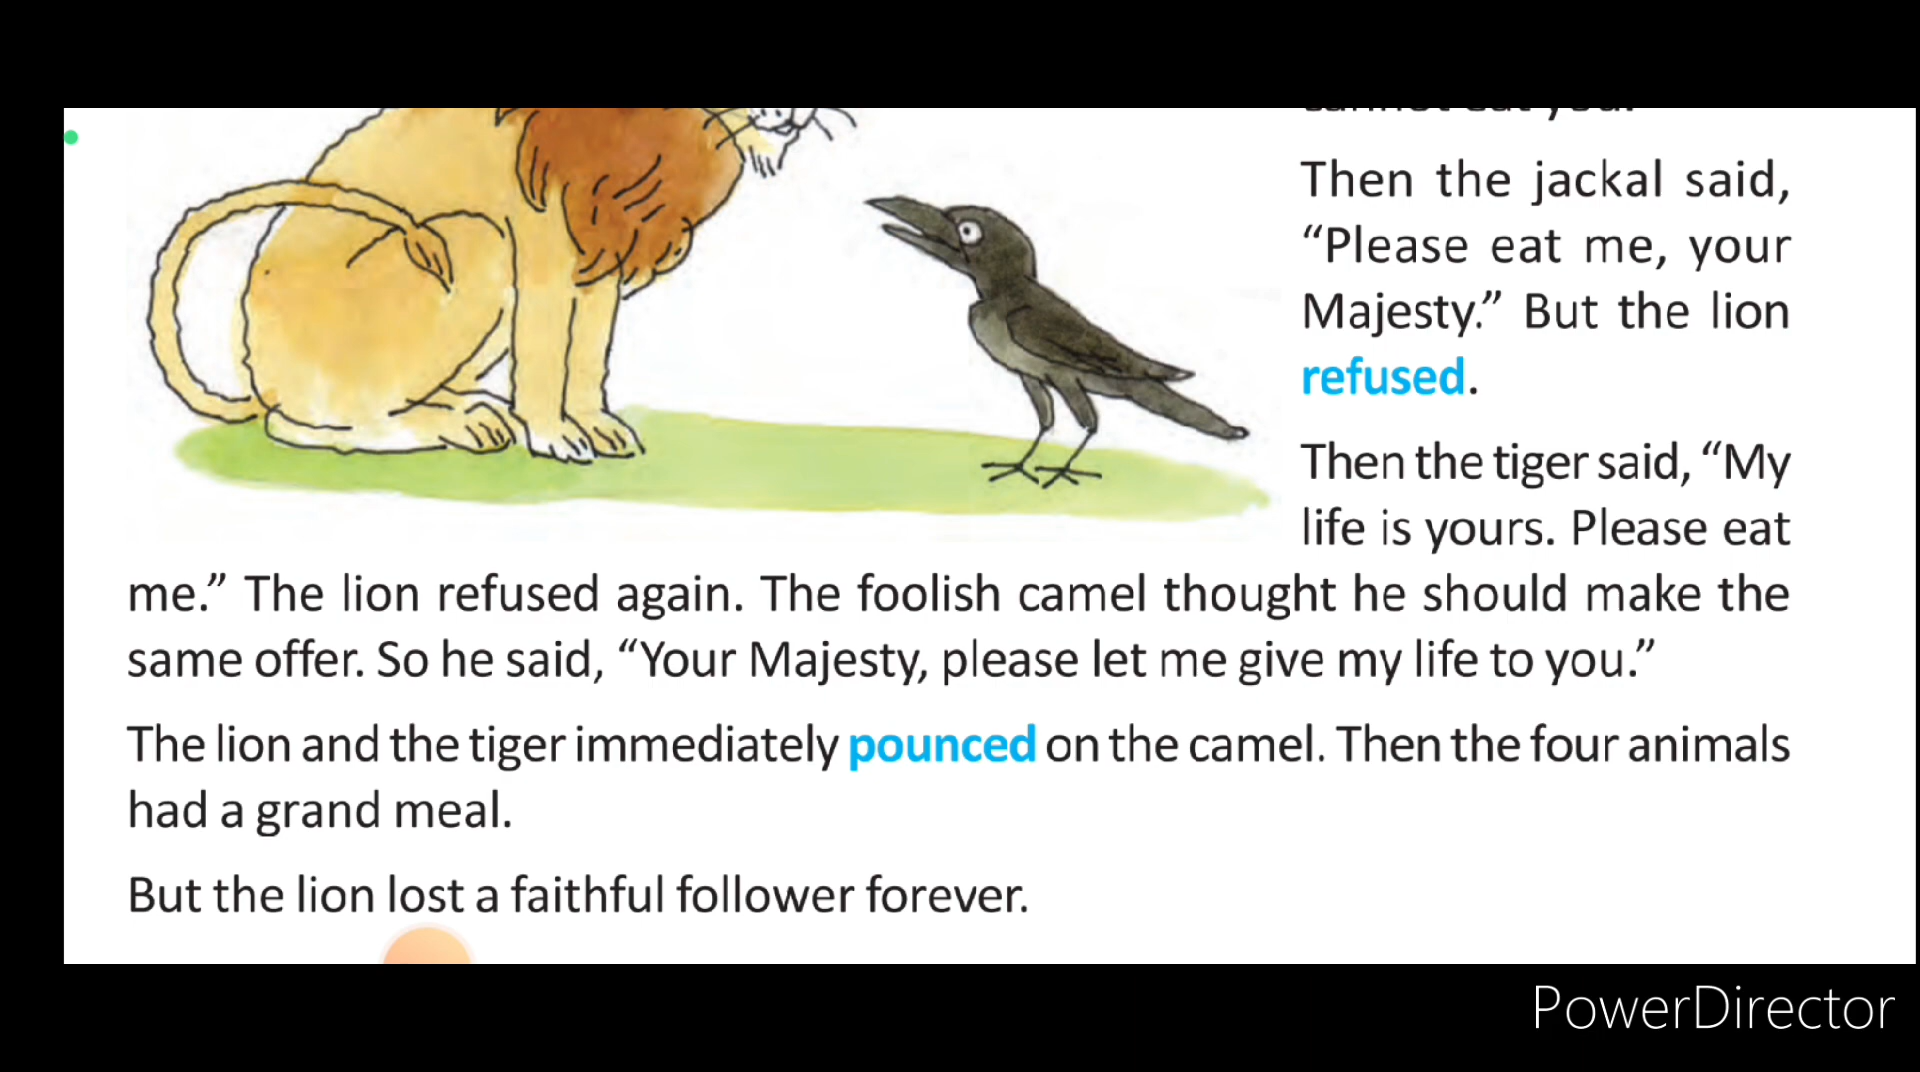 Then the jackal said,
“Please eat me, your
Majesty.” But the lion
refused.
Then the tiger said, “My
life is yours. Please eat
me.” The lion refused again. The foolish camel thought he should make the
same offer. So he said, “Your Majesty, please let me give my life to you.”
The lion and the tiger immediately pounced on the camel. Then the four animals
had a grand meal.
But the lion lost a faithful follower forever.
PowerDirector